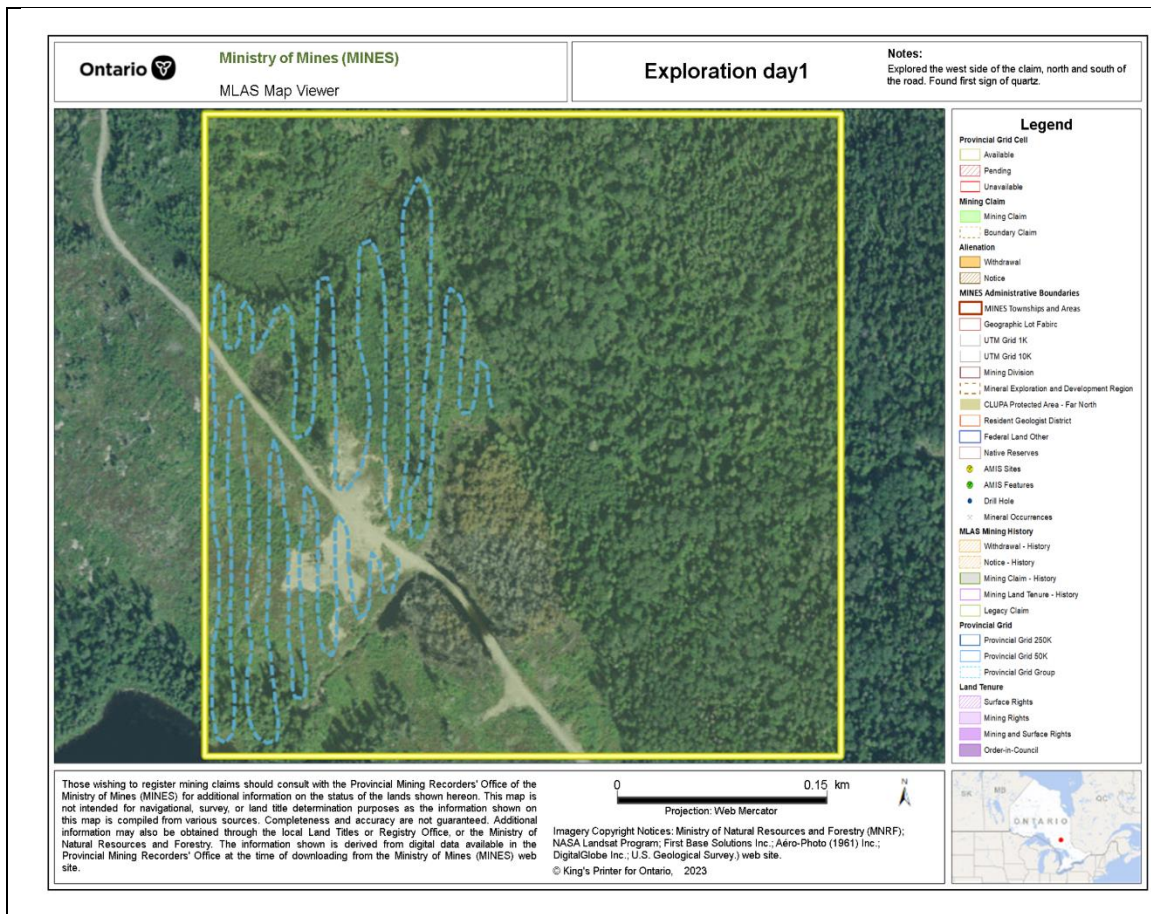 Ontario
Ministry of Mines (MINES)
MLAS Map Viewer
Exploration day1
Notes:
Explored the west side of the claim, north and south of
the road. Found first sign of quartz.
Legend
Provincial Grid Cell
Available
Pending
Unavailable
Mining Claim
Mining Claim
Boundary Claim
Alienation
Withdrawal
Notice
MINES Administrative Boundaries
MINES Townships and Areas
Geographic Lot Fabirc
UTM Grid 1K
UTM Grid 10K
Mining Division
Mineral Exploration and Development Region
CLUPA Protected Area - Far North
Resident Geologist District
Federal Land Other
Native Reserves
AMIS Sites
AMIS Features
Drill Hole
Mineral Occurrences
MLAS Mining History
Withdrawal - History
Notice - History
Mining Claim - History
Mining Land Tenure - History
Legacy Claim
Provincial Grid
Provincial Grid 250K
Provincial Grid 50K
Provincial Grid Group
Land Tenure
Surface Rights
Mining Rights
Mining and Surface Rights
Order-in-Council
Those wishing to register mining claims should consult with the Provincial Mining Recorders' Office of the
Ministry of Mines (MINES) for additional information on the status of the lands shown hereon. This map is
not intended for navigational, survey, or land title determination purposes as the information shown on
this map is compiled from various sources. Completeness and accuracy are not guaranteed. Additional
information may also be obtained through the local Land Titles or Registry Office, or the Ministry of
Natural Resources and Forestry. The information shown is derived from digital data available in the
Provincial Mining Recorders' Office at the time of downloading from the Ministry of Mines (MINES) web
site.
0 0.15 km
N
Projection: Web Mercator
Imagery Copyright Notices: Ministry of Natural Resources and Forestry (MNRF);
NASA Landsat Program; First Base Solutions Inc.; Aéro-Photo (1961) Inc.;
DigitalGlobe Inc.; U.S. Geological Survey.) web site.
© King's Printer for Ontario, 2023
SK
MB
ONTARIO
QC